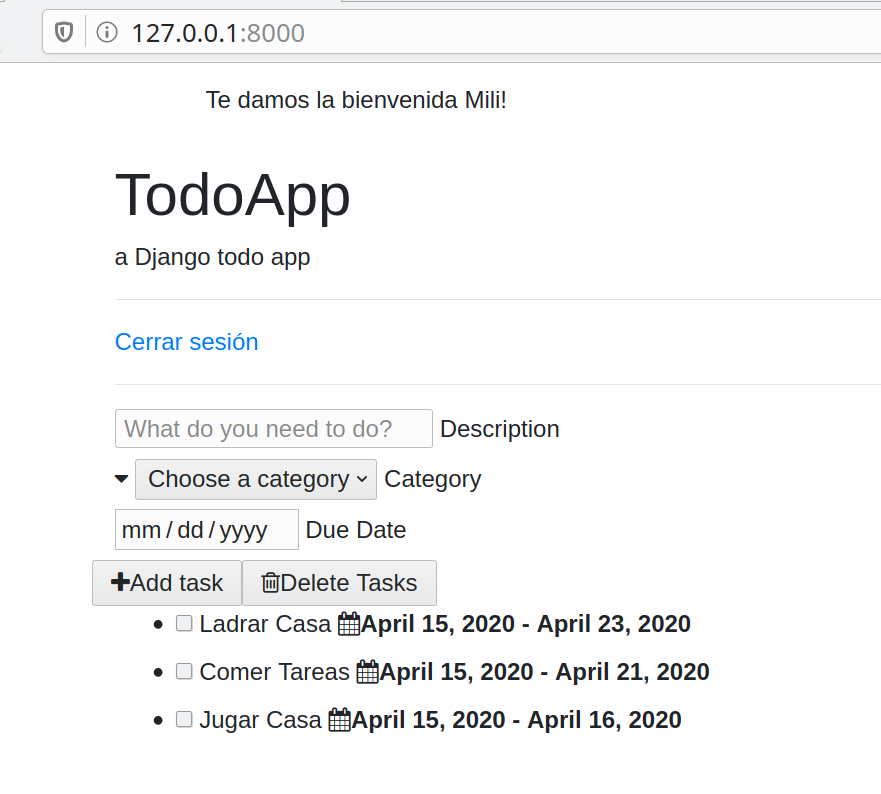 127.0.0.1:8000
Te damos la bienvenida Mili!
TodoApp
a Django todo app
Cerrar sesión
What do you need to do? Description
Choose a category Category
mm / dd / yyyy Due Date
Add task Delete Tasks
Ladrar Casa April 15, 2020 - April 23, 2020
Comer Tareas April 15, 2020 - April 21, 2020
Jugar Casa April 15, 2020 - April 16, 2020